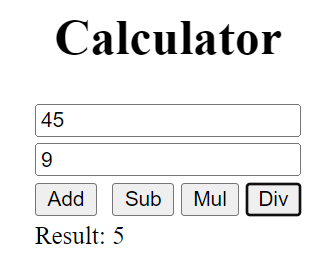 Calculator
45
9
Add Sub Mul Div
Result: 5